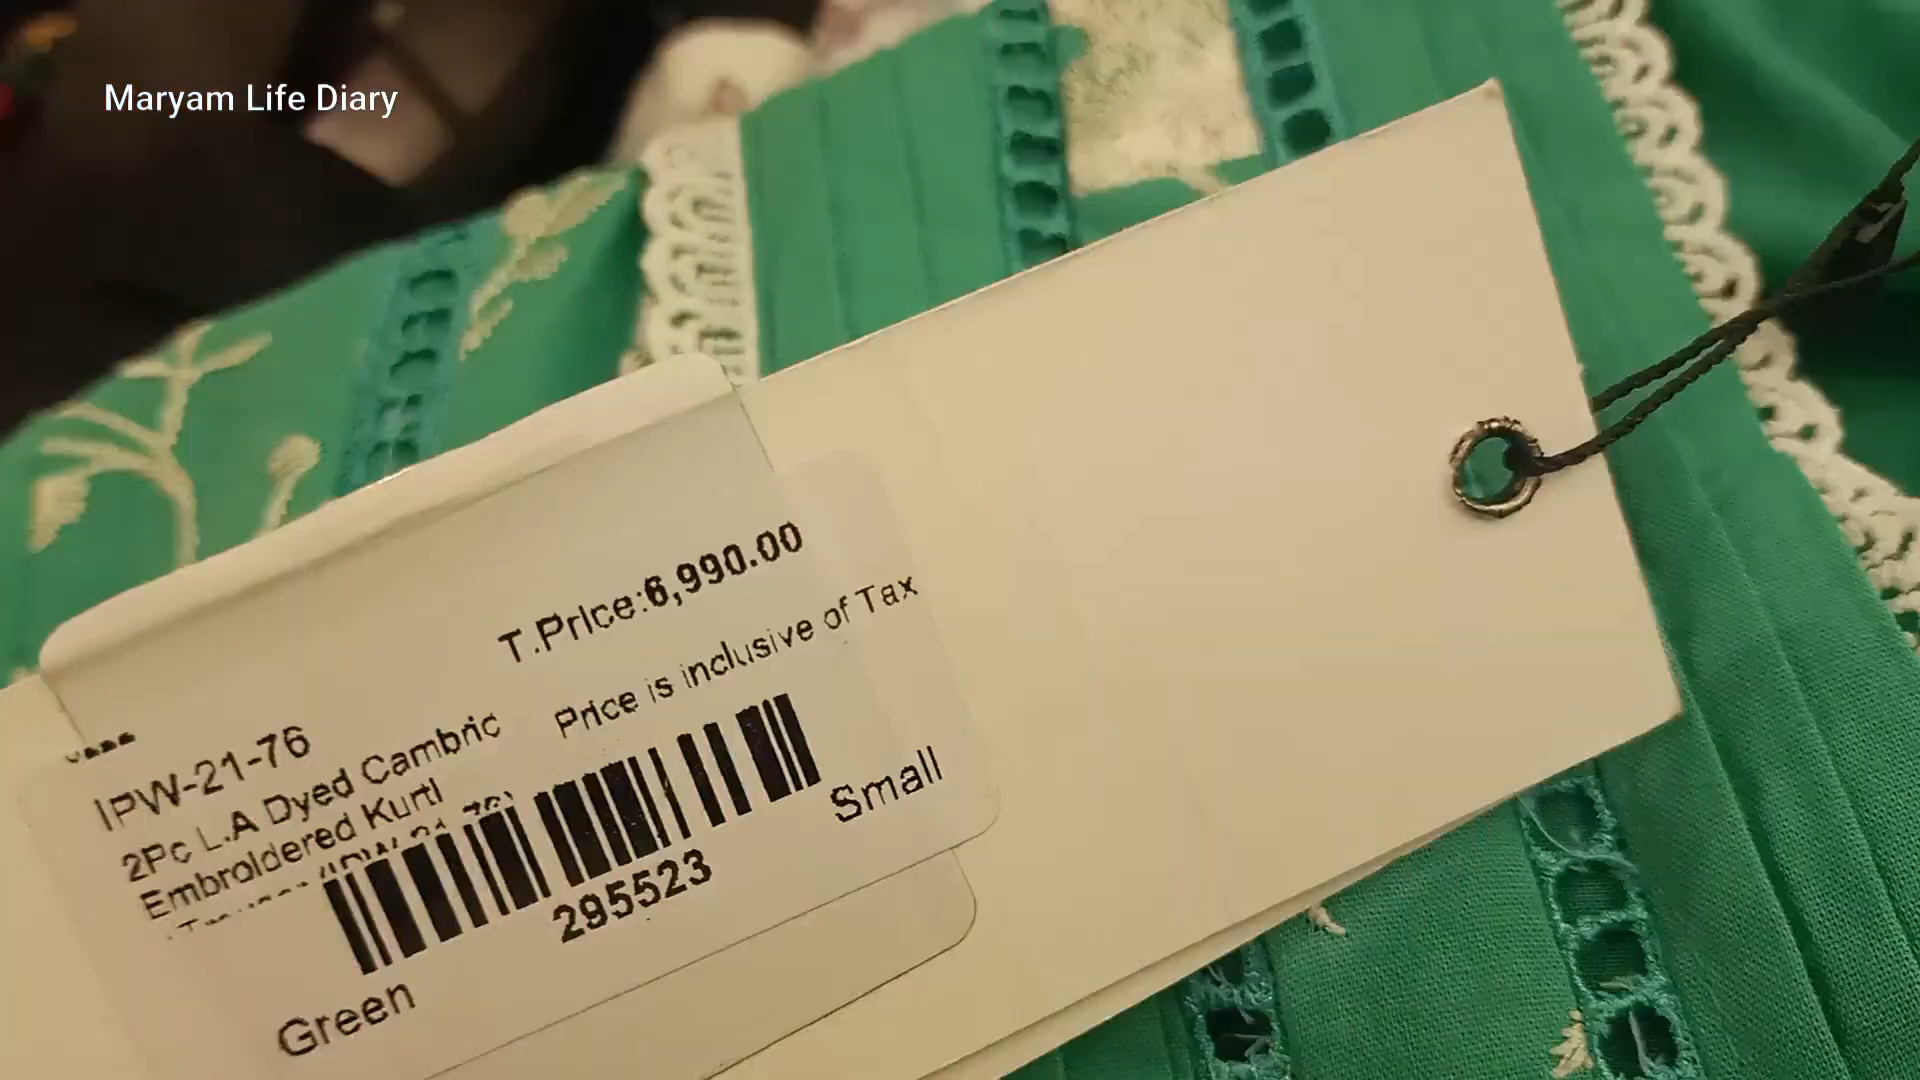 Maryam Life Diary
T.Price:6,990.00
Price is inclusive of Tax
IPW-21-76
2Pc L.A Dyed Cambric
Embroidered Kurti
Small
295523
Green